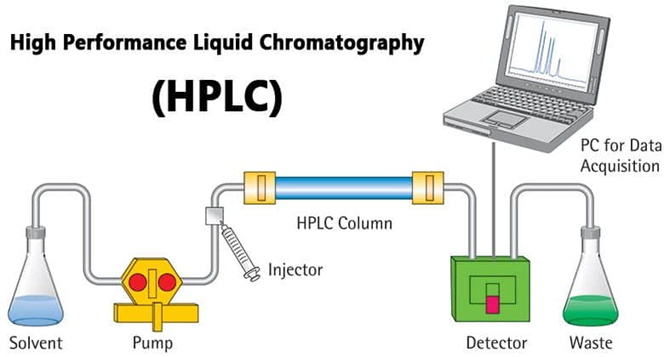 High Performance Liquid Chromatography
(HPLC)
PC for Data
Acquisition
HPLC Column
Injector
Solvent
Pump
Detector
Waste